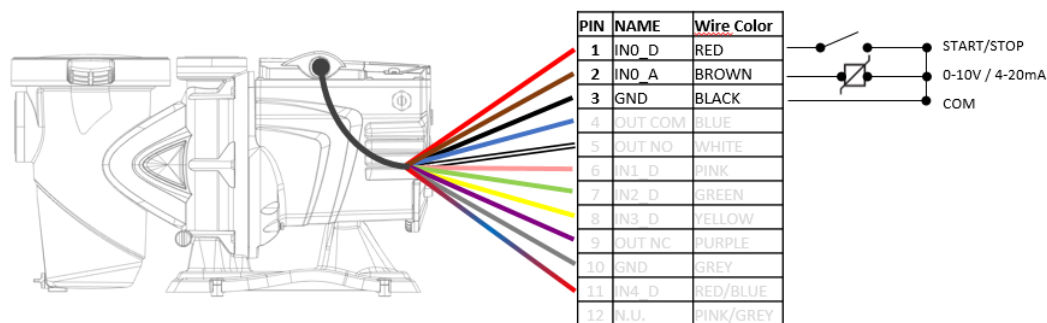 PIN NAME Wire Color
1 IN0_D RED START/STOP
2 IN0_A BROWN 0-10V / 4-20mA
3 GND BLACK COM
4 OUT COM BLUE
5 OUT NO WHITE
6 IN1_D PINK
7 IN2_D GREEN
8 IN3_D YELLOW
9 OUT NC PURPLE
10 GND GREY
11 IN4_D RED/BLUE
12 N.U. PINK/GREY